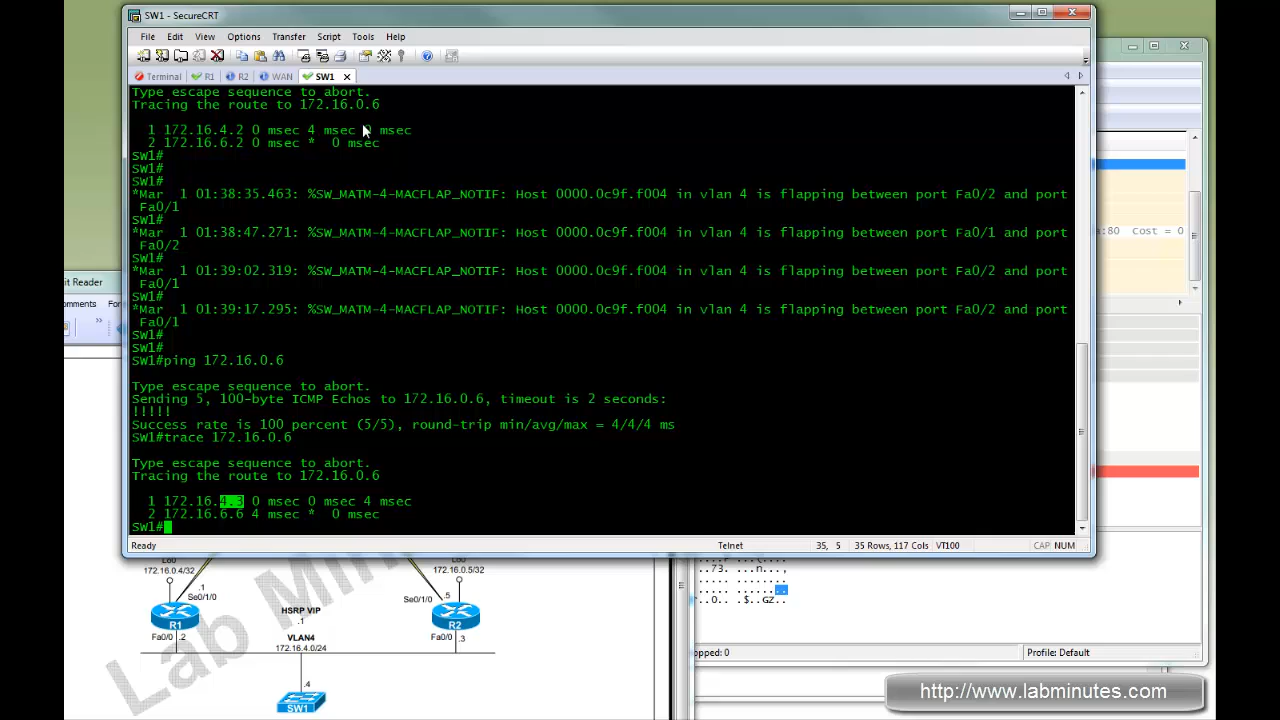 SW1 - SecureCRT
File Edit View Options Transfer Script Tools Help
Terminal R1 R2 WAN SW1
Type escape sequence to abort.
Tracing the route to 172.16.0.6
1 172.16.4.2 0 msec 4 msec 0 msec
2 172.16.6.2 0 msec * 0 msec
SW1#
SW1#
SW1#
*Mar 1 01:38:35.463: %SW_MATM-4-MACFLAP_NOTIF: Host 0000.0c9f.f004 in vlan 4 is flapping between port Fa0/2 and port
Fa0/1
SW1#
*Mar 1 01:38:47.271: %SW_MATM-4-MACFLAP_NOTIF: Host 0000.0c9f.f004 in vlan 4 is flapping between port Fa0/1 and port
Fa0/2
SW1#
*Mar 1 01:39:02.319: %SW_MATM-4-MACFLAP_NOTIF: Host 0000.0c9f.f004 in vlan 4 is flapping between port Fa0/2 and port
Fa0/1
SW1#
*Mar 1 01:39:17.295: %SW_MATM-4-MACFLAP_NOTIF: Host 0000.0c9f.f004 in vlan 4 is flapping between port Fa0/2 and port
Fa0/1
SW1#
SW1#
SW1#ping 172.16.0.6
Type escape sequence to abort.
Sending 5, 100-byte ICMP Echos to 172.16.0.6, timeout is 2 seconds:
!!!!!
Success rate is 100 percent (5/5), round-trip min/avg/max = 4/4/4 ms
SW1#trace 172.16.0.6
Type escape sequence to abort.
Tracing the route to 172.16.0.6
1 172.16.4.3 0 msec 0 msec 4 msec
2 172.16.6.6 4 msec * 0 msec
SW1#
Ready Telnet 35, 5 35 Rows, 117 Cols VT100 CAP NUM
a:80 Cost = 0
it Reader
mments For
»
172.16.0.4/32
172.16.0.5/32
.1
Se0/1/0
Se0/1/0
.5
R1
HSRP VIP
.1
R2
Fa0/0 .2
VLAN4
172.16.4.0/24
Fa0/0 .3
.4
SW1
Lab Minu
..73. ...n...,
..O.. .$..GZ..
opped: 0
Profile: Default
http://www.labminutes.com